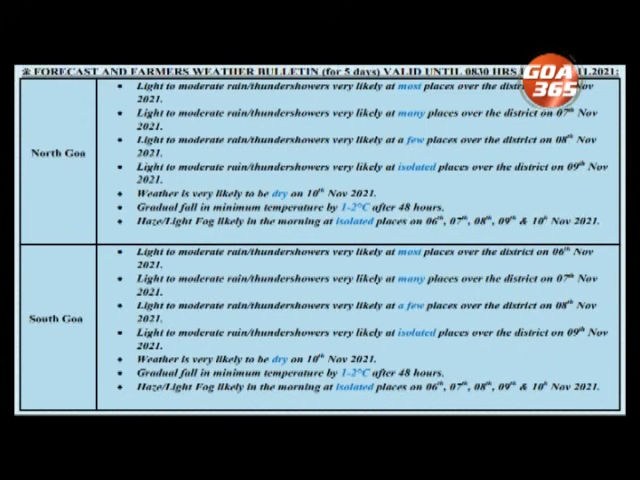 ※ FORECAST AND FARMERS WEATHER BULLETIN (for 5 days) VALID UNTIL 0830 HRS 11.2021:
GOA 365
North Goa
Light to moderate rain/thundershowers very likely at most places over the Nov
2021.
Light to moderate rain/thundershowers very likely at many places over the district on 07th Nov
2021.
Light to moderate rain/thundershowers very likely at a few places over the district on 08th Nov
2021.
Light to moderate rain/thundershowers very likely at isolated places over the district on 09th Nov
2021.
Weather is very likely to be dry on 10th Nov 2021.
Gradual fall in minimum temperature by 1-2°C after 48 hours.
Haze/Light Fog likely in the morning at isolated places on 06th, 07th, 08th, 09th & 10th Nov 2021.
South Goa
Light to moderate rain/thundershowers very likely at most places over the district on 06th Nov
2021.
Light to moderate rain/thundershowers very likely at many places over the district on 07th Nov
2021.
Light to moderate rain/thundershowers very likely at a few places over the district on 08th Nov
2021.
Light to moderate rain/thundershowers very likely at isolated places over the district on 09th Nov
2021.
Weather is very likely to be dry on 10th Nov 2021.
Gradual fall in minimum temperature by 1-2°C after 48 hours.
Haze/Light Fog likely in the morning at isolated places on 06th, 07th, 08th, 09th & 10th Nov 2021.